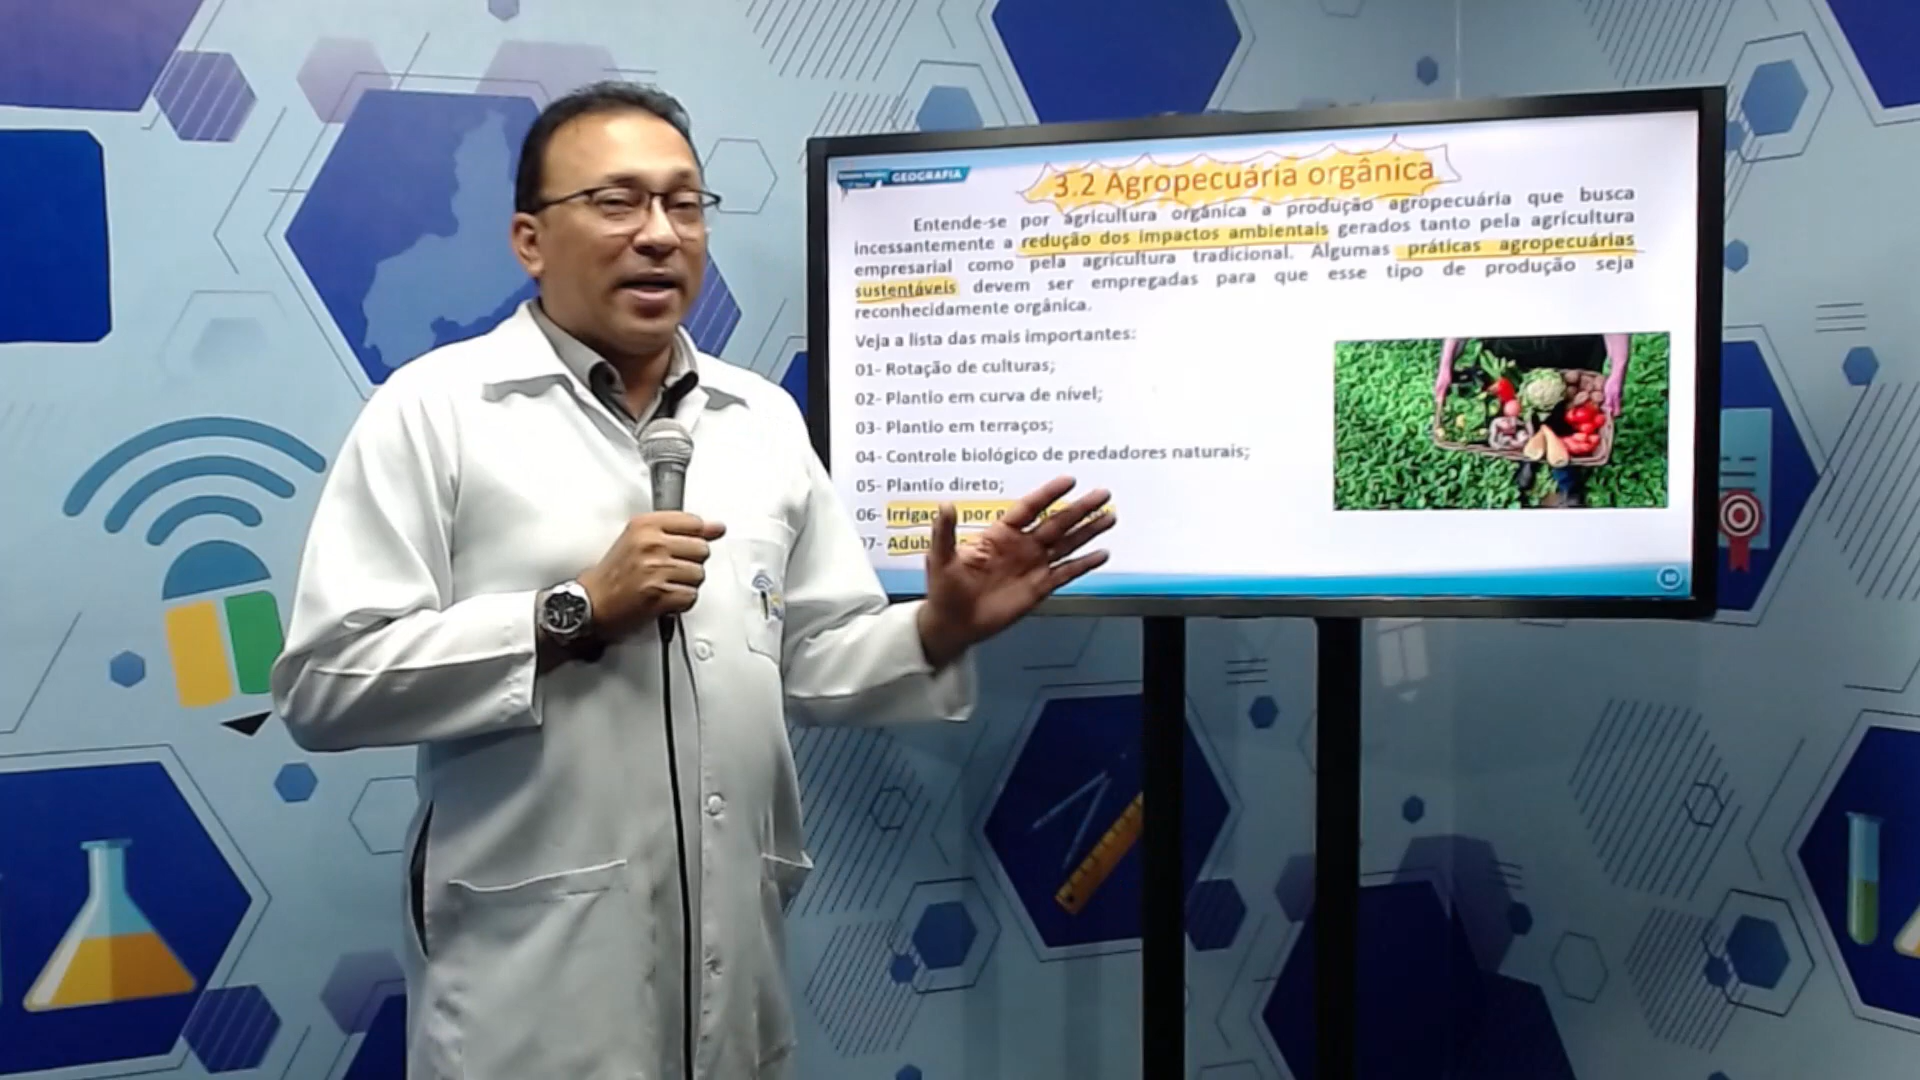 GEOGRAFIA
3.2 Agropecuária orgânica
Entende-se por agricultura orgânica a produção agropecuária que busca
incessantemente a redução dos impactos ambientais gerados tanto pela agricultura
empresarial como pela agricultura tradicional. Algumas práticas agropecuárias
sustentáveis devem ser empregadas para que esse tipo de produção seja
reconhecidamente orgânica.
Veja a lista das mais importantes:
01- Rotação de culturas;
02- Plantio em curva de nível;
03- Plantio em terraços;
04- Controle biológico de predadores naturais;
05- Plantio direto;
06- por